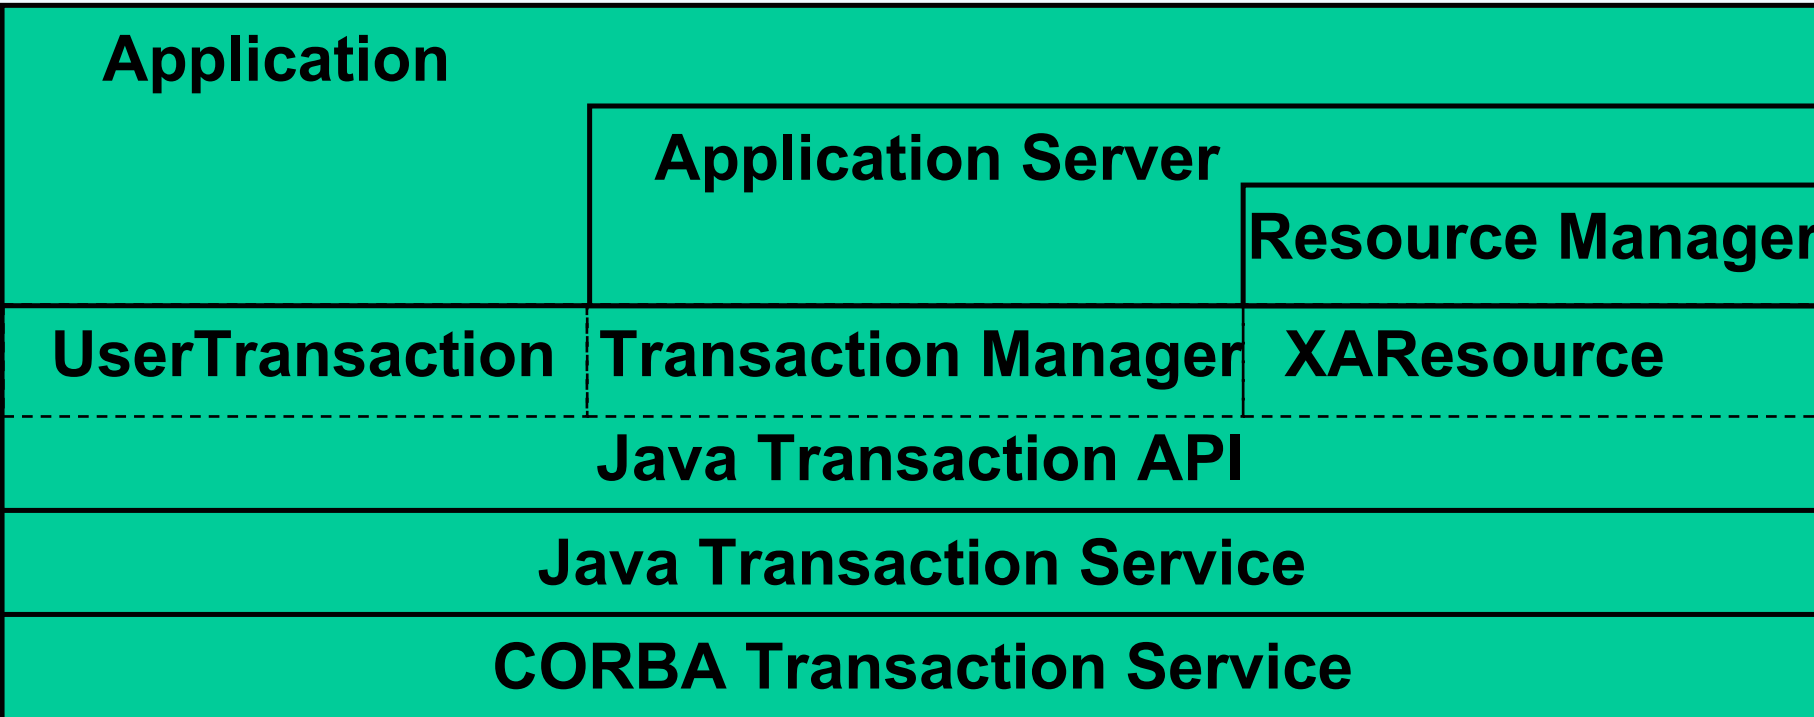 Application
Application Server
Resource Manager
UserTransaction
Transaction Manager
XAResource
Java Transaction API
Java Transaction Service
CORBA Transaction Service